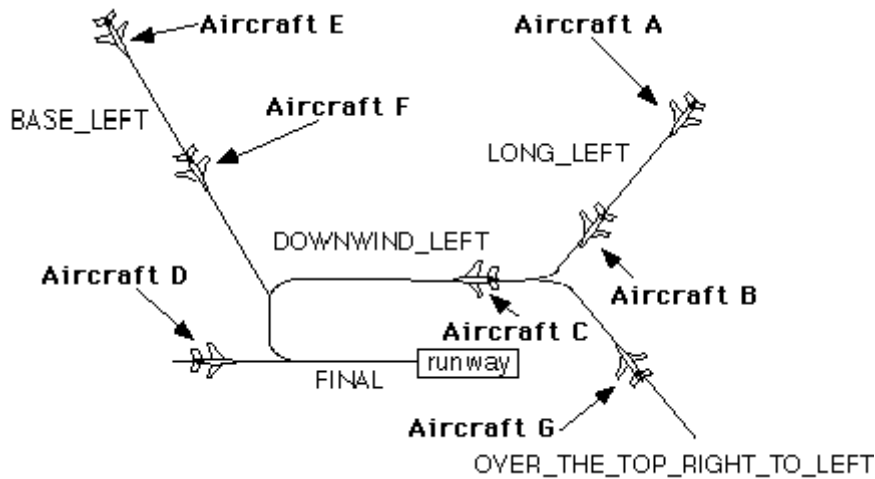 Aircraft E
Aircraft A
Aircraft F
BASE_LEFT
LONG_LEFT
DOWNWIND_LEFT
Aircraft D
Aircraft B
Aircraft C
runway
FINAL
Aircraft G
OVER_THE_TOP_RIGHT_TO_LEFT